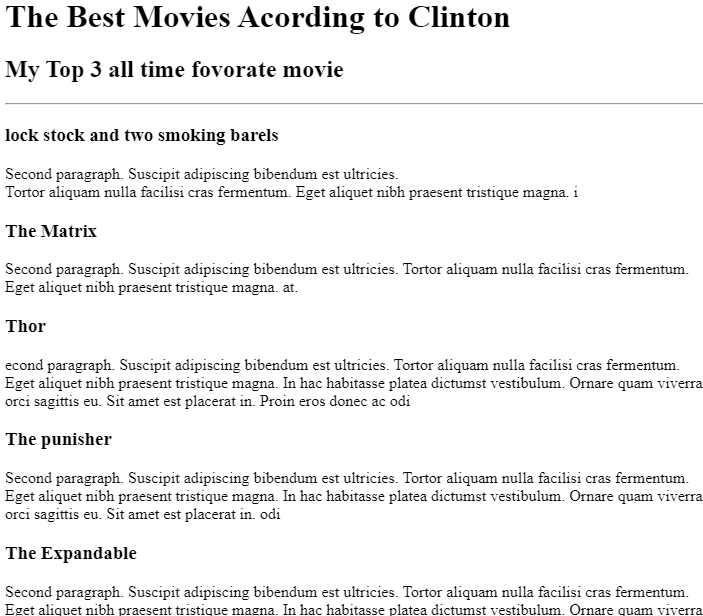 The Best Movies Acording to Clinton
My Top 3 all time fovorate movie
lock stock and two smoking barels
Second paragraph. Suscipit adipiscing bibendum est ultricies.
Tortor aliquam nulla facilisi cras fermentum. Eget aliquet nibh praesent tristique magna. i
The Matrix
Second paragraph. Suscipit adipiscing bibendum est ultricies. Tortor aliquam nulla facilisi cras fermentum.
Eget aliquet nibh praesent tristique magna. at.
Thor
econd paragraph. Suscipit adipiscing bibendum est ultricies. Tortor aliquam nulla facilisi cras fermentum.
Eget aliquet nibh praesent tristique magna. In hac habitasse platea dictumst vestibulum. Ornare quam viverra
orci sagittis eu. Sit amet est placerat in. Proin eros donec ac odi
The punisher
Second paragraph. Suscipit adipiscing bibendum est ultricies. Tortor aliquam nulla facilisi cras fermentum.
Eget aliquet nibh praesent tristique magna. In hac habitasse platea dictumst vestibulum. Ornare quam viverra
orci sagittis eu. Sit amet est placerat in. odi
The Expandable
Second paragraph. Suscipit adipiscing bibendum est ultricies. Tortor aliquam nulla facilisi cras fermentum.
Eget aliquet nibh praesent tristique magna. In hac habitasse platea dictumst vestibulum. Ornare quam viverra